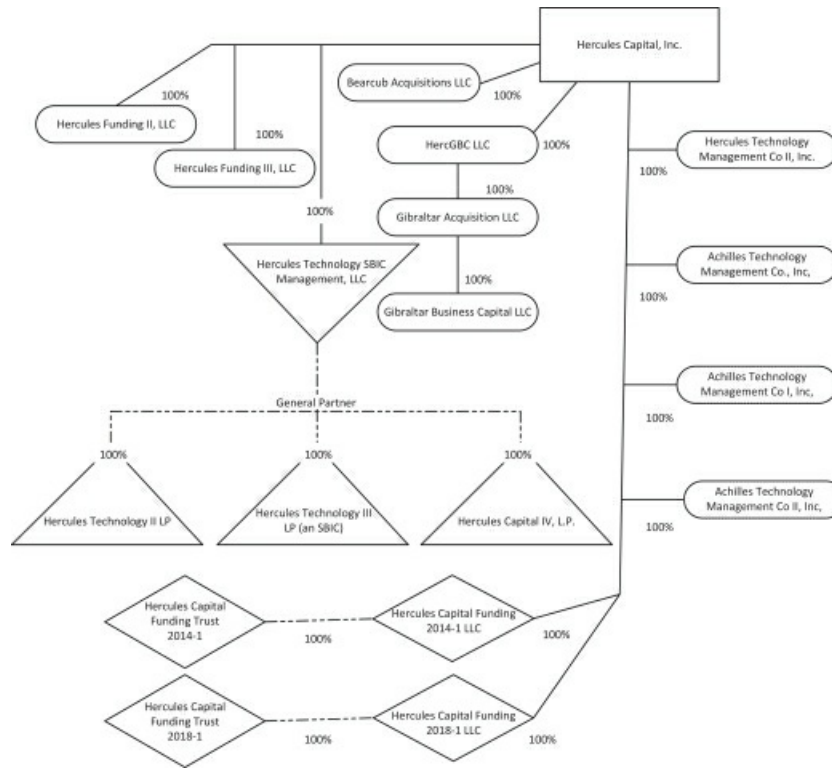 Hercules Capital, Inc.
Bearcub Acquisitions LLC
100%
100%
Hercules Funding II, LLC
100%
Hercules Funding III, LLC
HercGBC LLC
100%
Hercules Technology
Management Co II, Inc.
100%
100%
Gibraltar Acquisition LLC
100%
Hercules Technology SBIC
Management, LLC
Achilles Technology
Management Co., Inc,
100%
100%
Gibraltar Business Capital LLC
General Partner
Achilles Technology
Management Co I, Inc,
100%
100%
100%
100%
Hercules Technology II LP
Hercules Technology III
LP (an SBIC)
Hercules Capital IV, L.P.
Achilles Technology
Management Co II, Inc,
100%
Hercules Capital
Funding Trust
2014-1
100%
Hercules Capital Funding
2014-1 LLC
100%
Hercules Capital
Funding Trust
2018-1
100%
Hercules Capital Funding
2018-1 LLC
100%